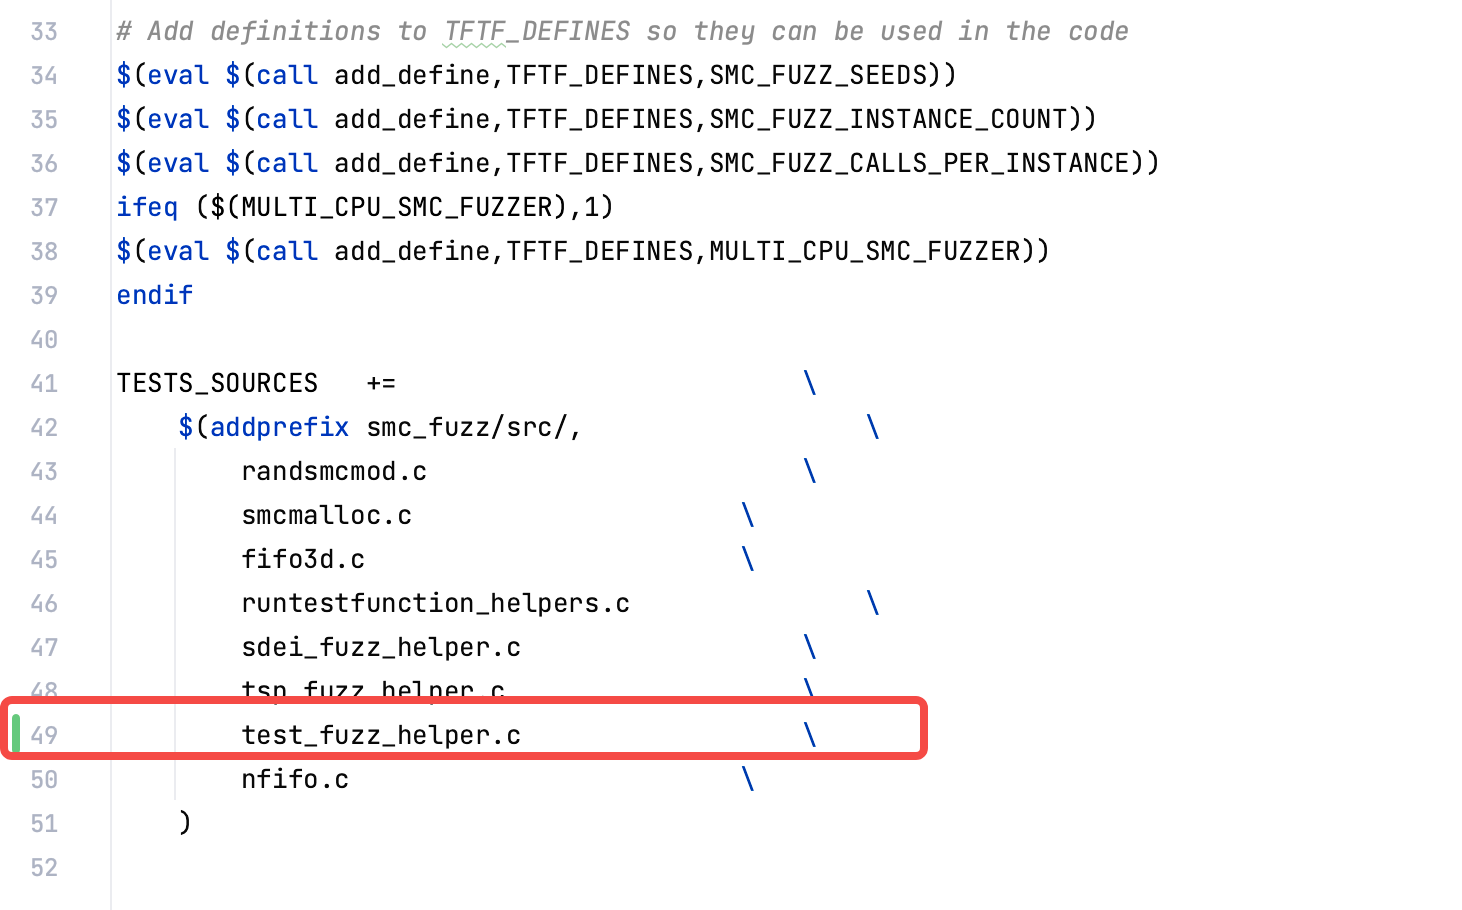 33 # Add definitions to TFTF_DEFINES so they can be used in the code
34 $(eval $(call add_define,TFTF_DEFINES,SMC_FUZZ_SEEDS))
35 $(eval $(call add_define,TFTF_DEFINES,SMC_FUZZ_INSTANCE_COUNT))
36 $(eval $(call add_define,TFTF_DEFINES,SMC_FUZZ_CALLS_PER_INSTANCE))
37 ifeq ($(MULTI_CPU_SMC_FUZZER),1)
38 $(eval $(call add_define,TFTF_DEFINES,MULTI_CPU_SMC_FUZZER))
39 endif
40
41 TESTS_SOURCES += \
42 $(addprefix smc_fuzz/src/, \
43 randsmcmod.c \
44 smcmalloc.c \
45 fifo3d.c \
46 runtestfunction_helpers.c \
47 sdei_fuzz_helper.c \
48 tsp_fuzz_helper.c \
49 test_fuzz_helper.c \
50 nfifo.c \
51 )
52